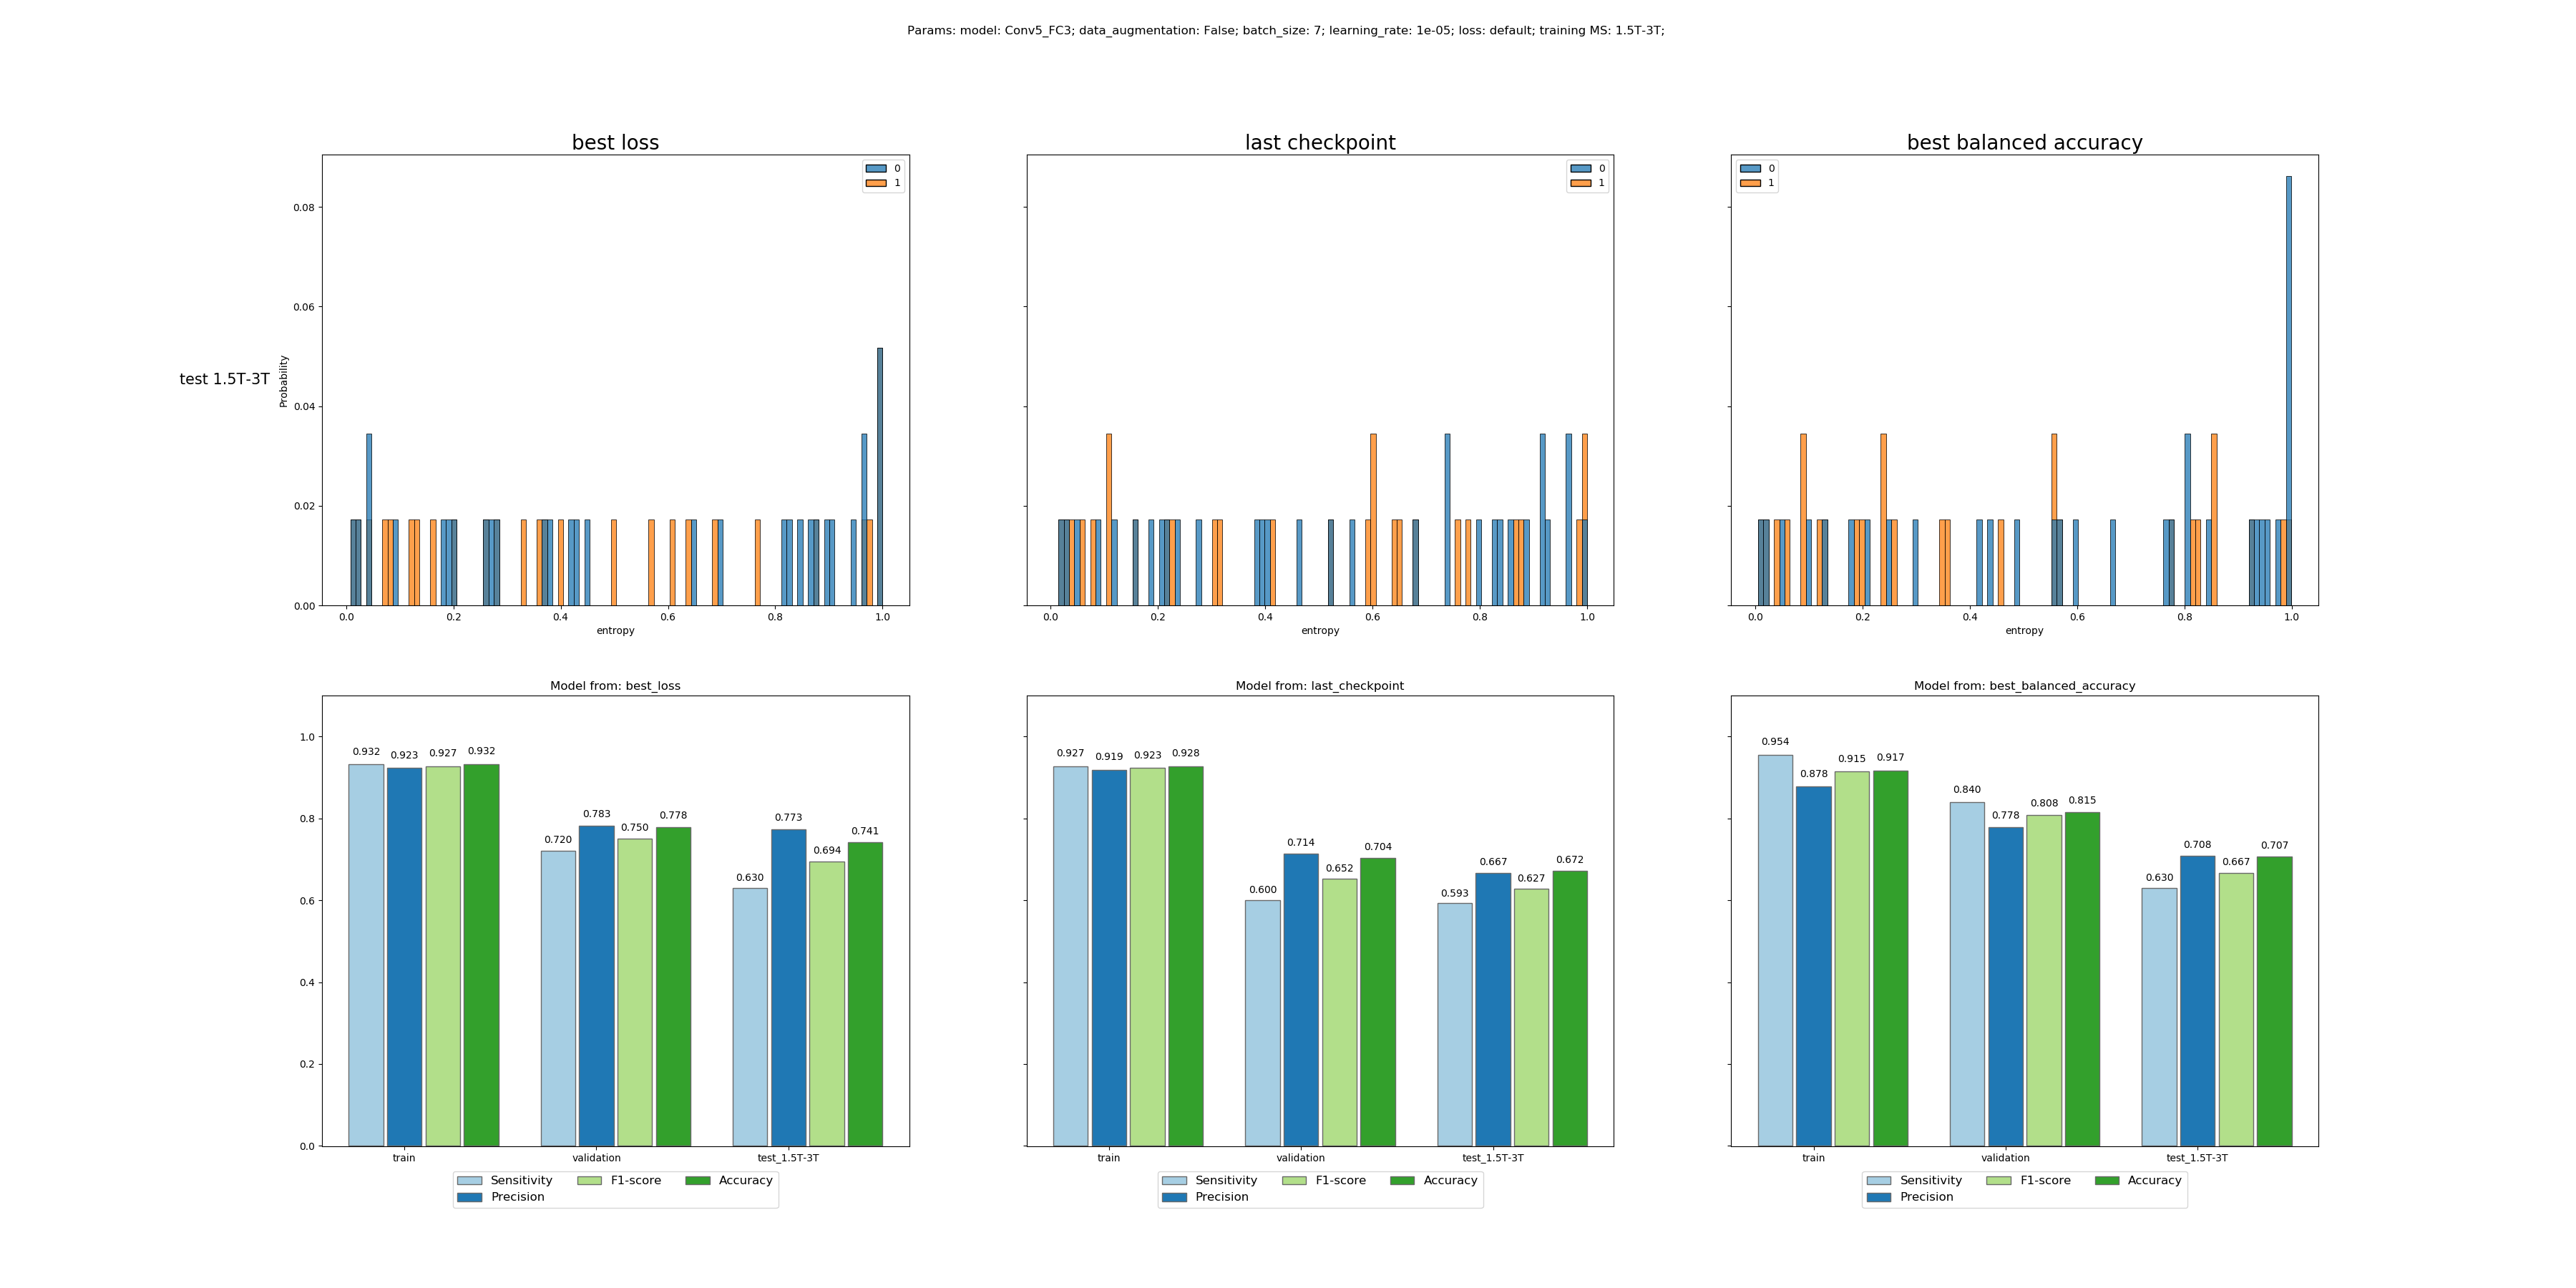 Params: model: Conv5_FC3; data_augmentation: False; batch_size: 7; learning_rate: 1e-05; loss: default; training MS: 1.5T-3T;
best loss
0
1
0.08
0.06
0.04
0.02
0.00
Probability
test 1.5T-3T
0.0 0.2 0.4 0.6 0.8 1.0
entropy
last checkpoint
0
1
0.0 0.2 0.4 0.6 0.8 1.0
entropy
best balanced accuracy
0
1
0.0 0.2 0.4 0.6 0.8 1.0
entropy
Model from: best_loss
1.0
0.8
0.6
0.4
0.2
0.0
0.932 0.923 0.927 0.932
0.720 0.783 0.750 0.778
0.630 0.773 0.694 0.741
train validation test_1.5T-3T
Sensitivity F1-score Accuracy
Precision
Model from: last_checkpoint
0.927 0.919 0.923 0.928
0.600 0.714 0.652 0.704
0.593 0.667 0.627 0.672
train validation test_1.5T-3T
Sensitivity F1-score Accuracy
Precision
Model from: best_balanced_accuracy
0.954 0.878 0.915 0.917
0.840 0.778 0.808 0.815
0.630 0.708 0.667 0.707
train validation test_1.5T-3T
Sensitivity F1-score Accuracy
Precision